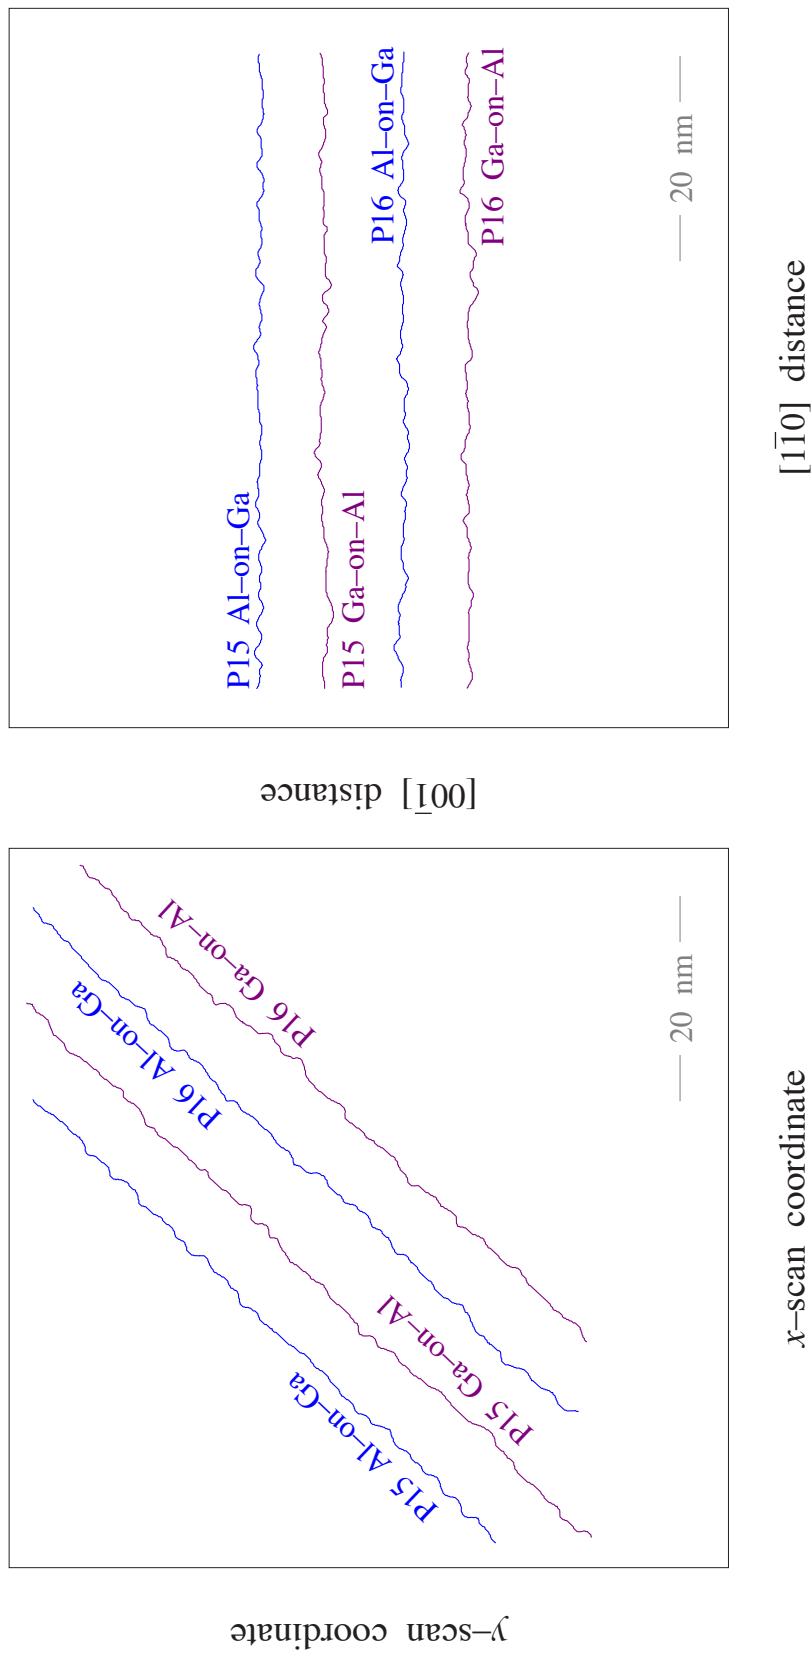 y–scan coordinate
P15 Al–on–Ga
P15 Ga–on–Al
P16 Al–on–Ga
P16 Ga–on–Al
20 nm
x–scan coordinate
[001̄] distance
P15 Al–on–Ga
P15 Ga–on–Al
P16 Al–on–Ga
P16 Ga–on–Al
20 nm
[11̄0] distance